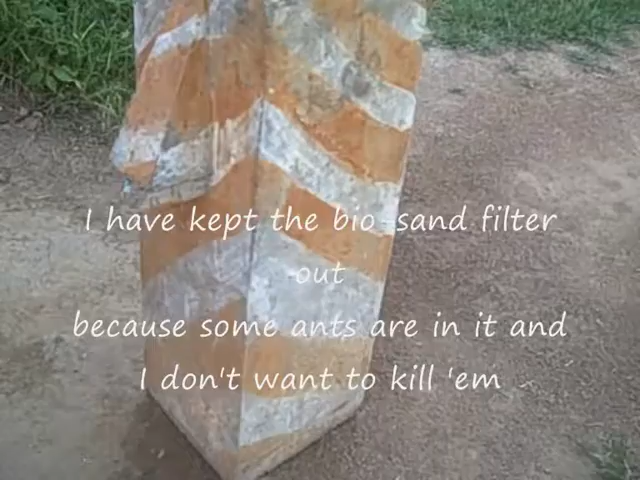 I have kept the bio-sand filter
out
because some ants are in it and
I don't want to kill 'em